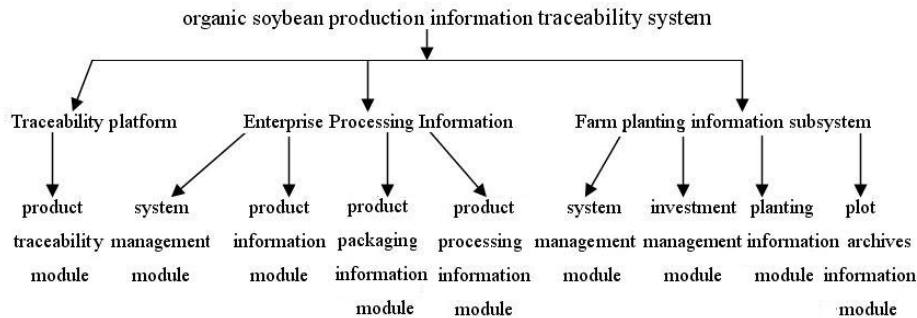 organic soybean production information traceability system
Traceability platform
Enterprise Processing Information
Farm planting information subsystem
product
traceability
module
system
management
module
product
information
module
product
packaging
information
module
product
processing
information
module
system
management
module
investment
management
module
planting
information
module
plot
archives
information
module